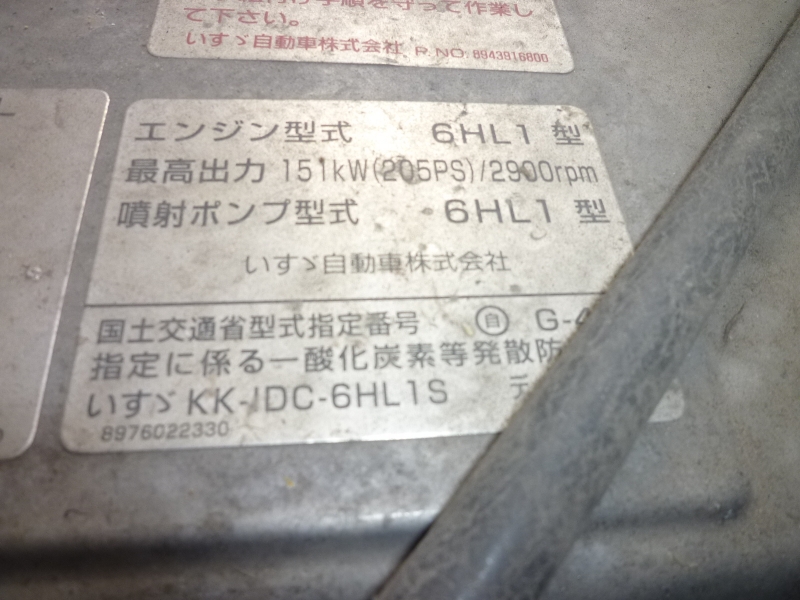 て下さい。
いすゞ自動車株式会社 R.NO. 8943916800
エンジン型式 6HL1 型
最高出力 151kW(205PS)/2900rpm
噴射ポンプ型式 6HL1 型
いすゞ自動車株式会社
国土交通省型式指定番号 ㊂ G-4
指定に係る一酸化炭素等発散防
いすゞ KK-IDC-6HL1S デ
8976022330